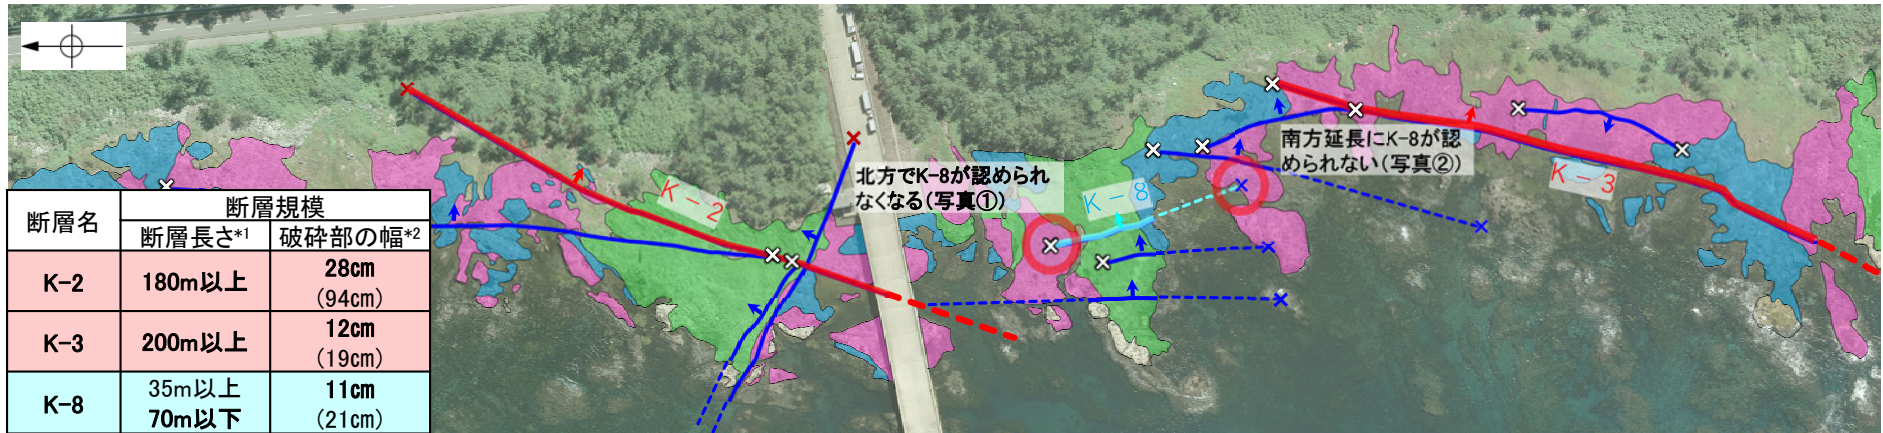 断層名
断層規模
断層長さ*1
破砕部の幅*2
K-2
180m以上
28cm
(94cm)
K-3
200m以上
12cm
(19cm)
K-8
35m以上
70m以下
11cm
(21cm)
K-2
北方でK-8が認められ
なくなる(写真①)
K-8
南方延長にK-8が認
められない(写真②)
K-3